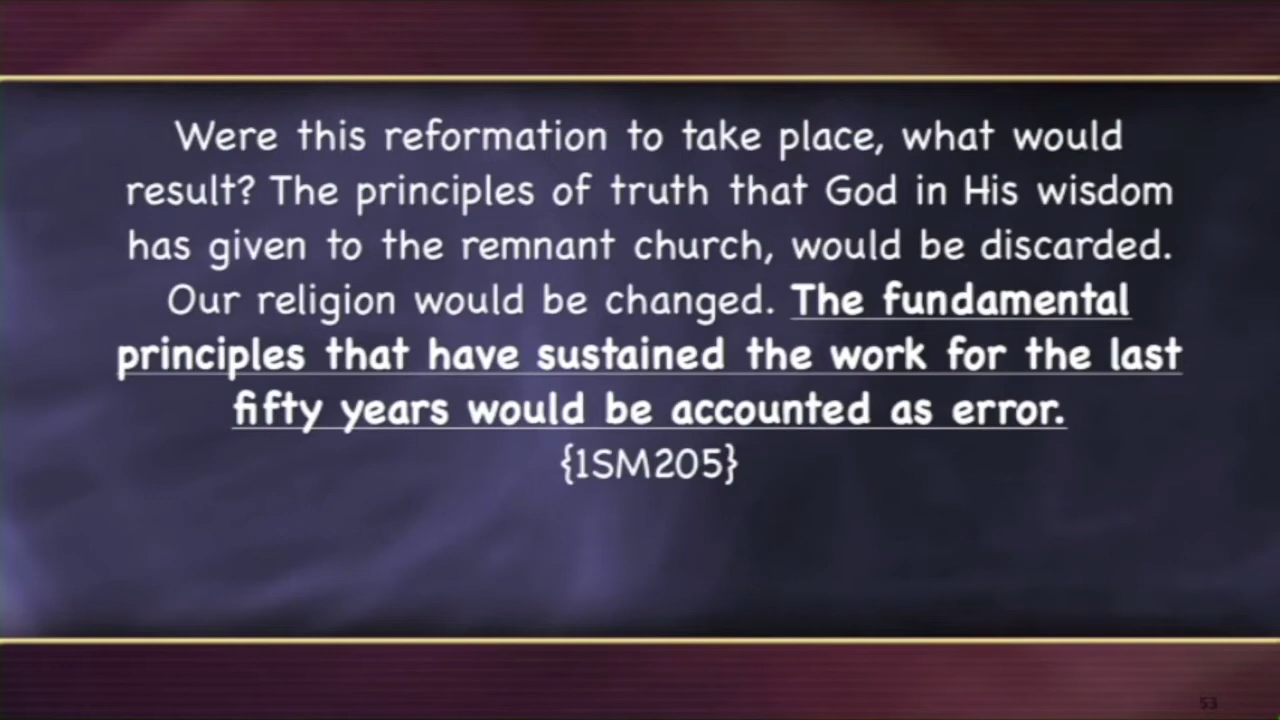 Were this reformation to take place, what would
result? The principles of truth that God in His wisdom
has given to the remnant church, would be discarded.
Our religion would be changed. The fundamental
principles that have sustained the work for the last
fifty years would be accounted as error.
{1SM205}
53